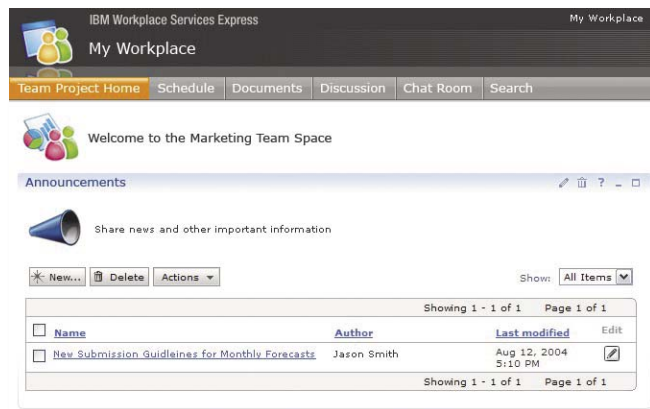 IBM Workplace Services Express
My Workplace
My Workplace
Team Project Home Schedule Documents Discussion Chat Room Search
Welcome to the Marketing Team Space
Announcements ?
Share news and other important information
New... Delete Actions Show: All Items
Showing 1 - 1 of 1 Page 1 of 1
Name Author Last modified Edit
New Submission Guidleines for Monthly Forecasts Jason Smith Aug 12, 2004
5:10 PM
Showing 1 - 1 of 1 Page 1 of 1